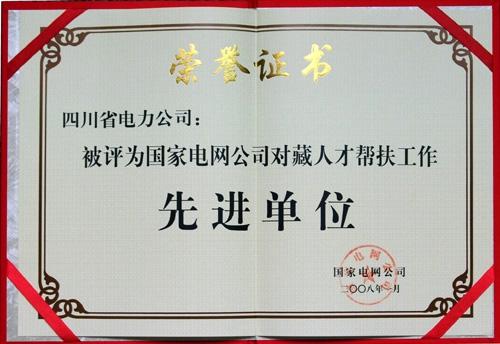 荣誉证书
四川省电力公司：
被评为国家电网公司对藏人才帮扶工作
先进单位
国家电网公司
二〇〇八年一月